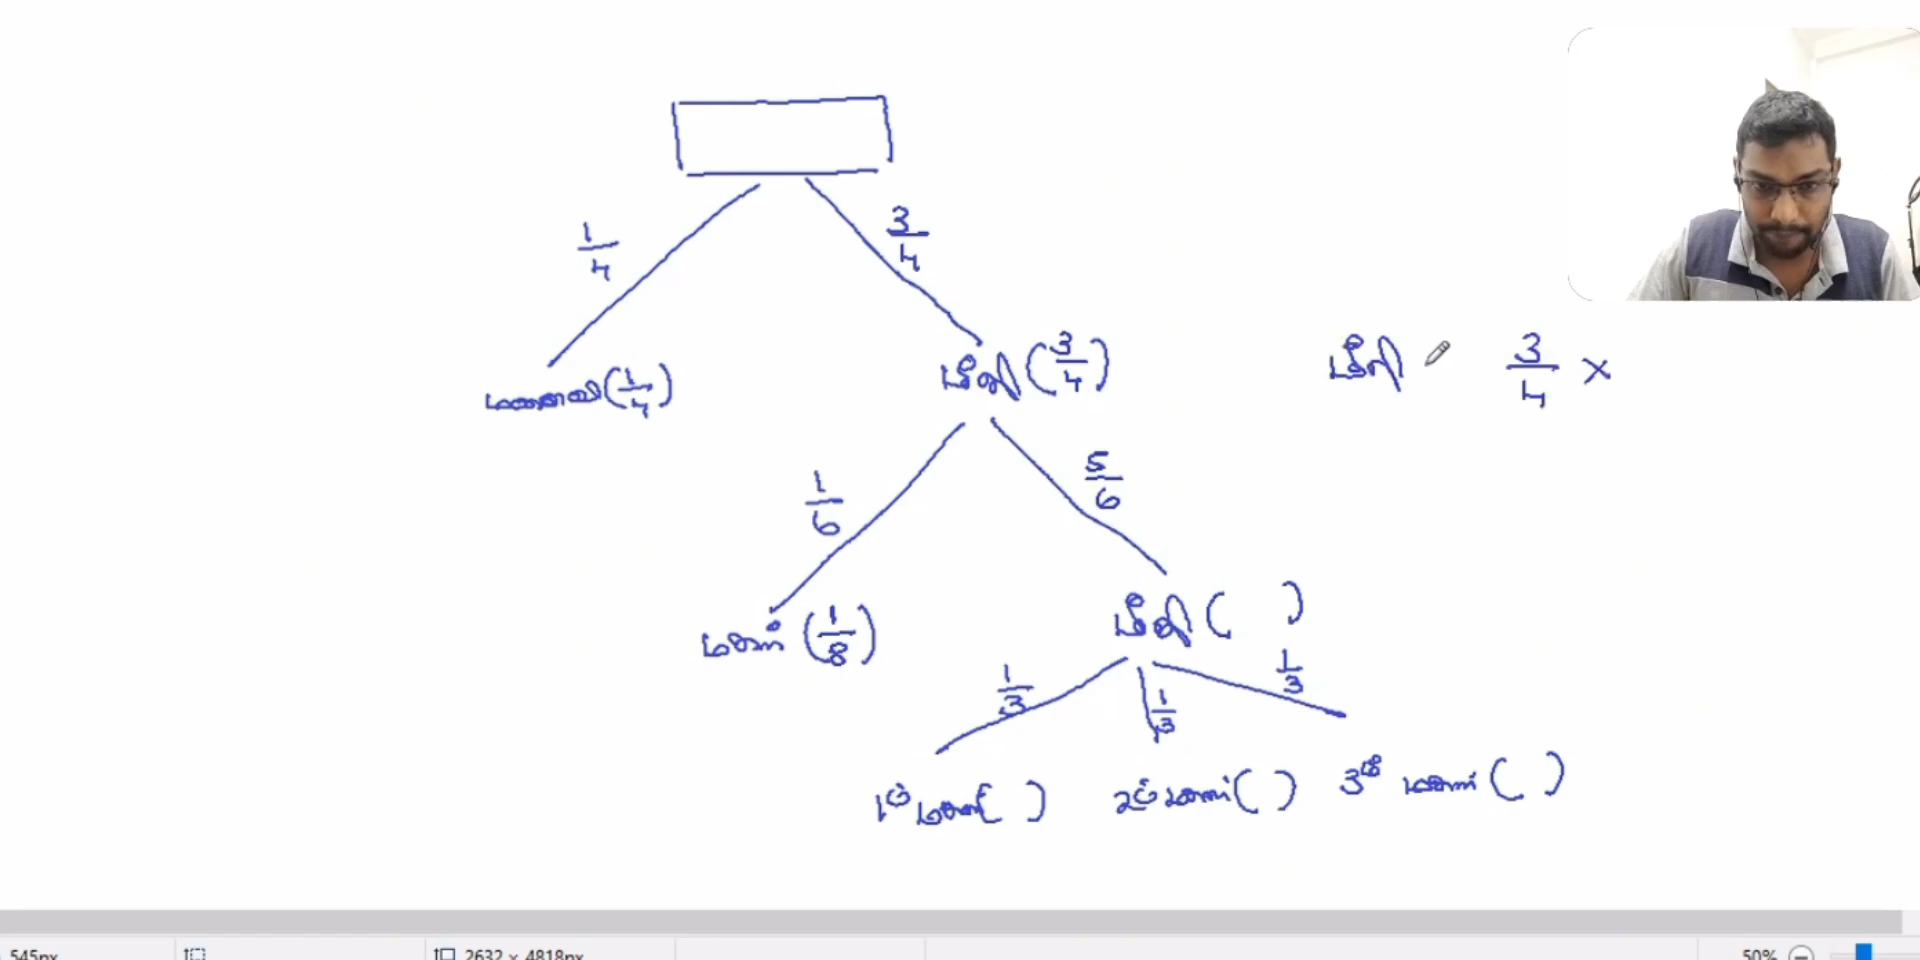 1/4
3/4
மனைவி (1/4)
மீதி (3/4)
மீதி 3/4 ×
1/6
5/6
மகன் (1/8)
மீதி ( )
1/3
1/3
1/3
1ம் மகன் ( ) 2ம் மகன் ( ) 3ம் மகன் ( )
545px
2632 × 4818px
50%